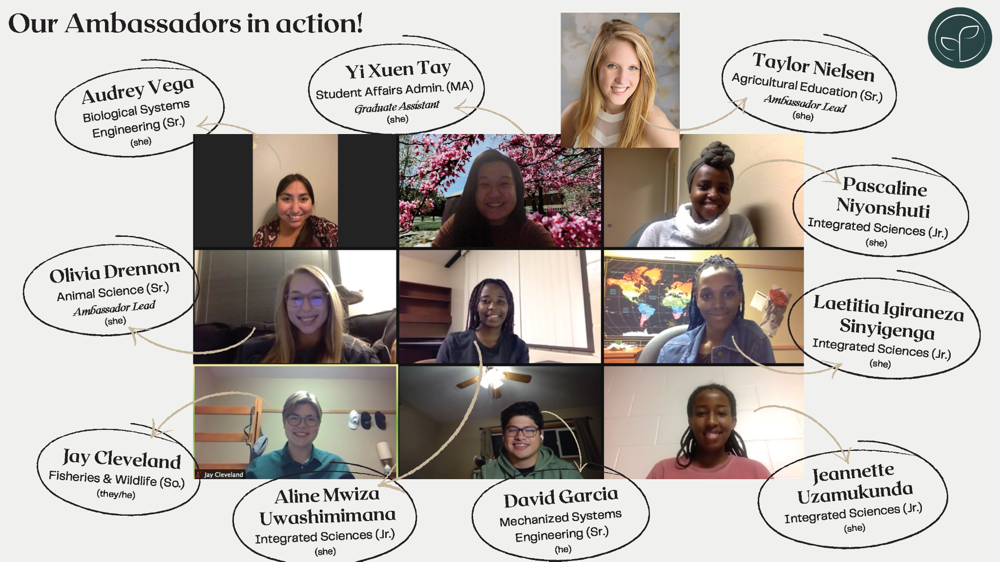 Our Ambassadors in action!
Audrey Vega
Biological Systems
Engineering (Sr.)
(she)
Yi Xuen Tay
Student Affairs Admin. (MA)
Graduate Assistant
(she)
Taylor Nielsen
Agricultural Education (Sr.)
Ambassador Lead
(she)
Pascaline
Niyonshuti
Integrated Sciences (Jr.)
(she)
Olivia Drennon
Animal Science (Sr.)
Ambassador Lead
(she)
Laetitia Igiraneza
Sinyigenga
Integrated Sciences (Jr.)
(she)
Jay Cleveland
Fisheries & Wildlife (So.)
(they/he)
Jay Cleveland
Aline Mwiza
Uwashimimana
Integrated Sciences (Jr.)
(she)
David Garcia
Mechanized Systems
Engineering (Sr.)
(he)
Jeannette
Uzamukunda
Integrated Sciences (Jr.)
(she)